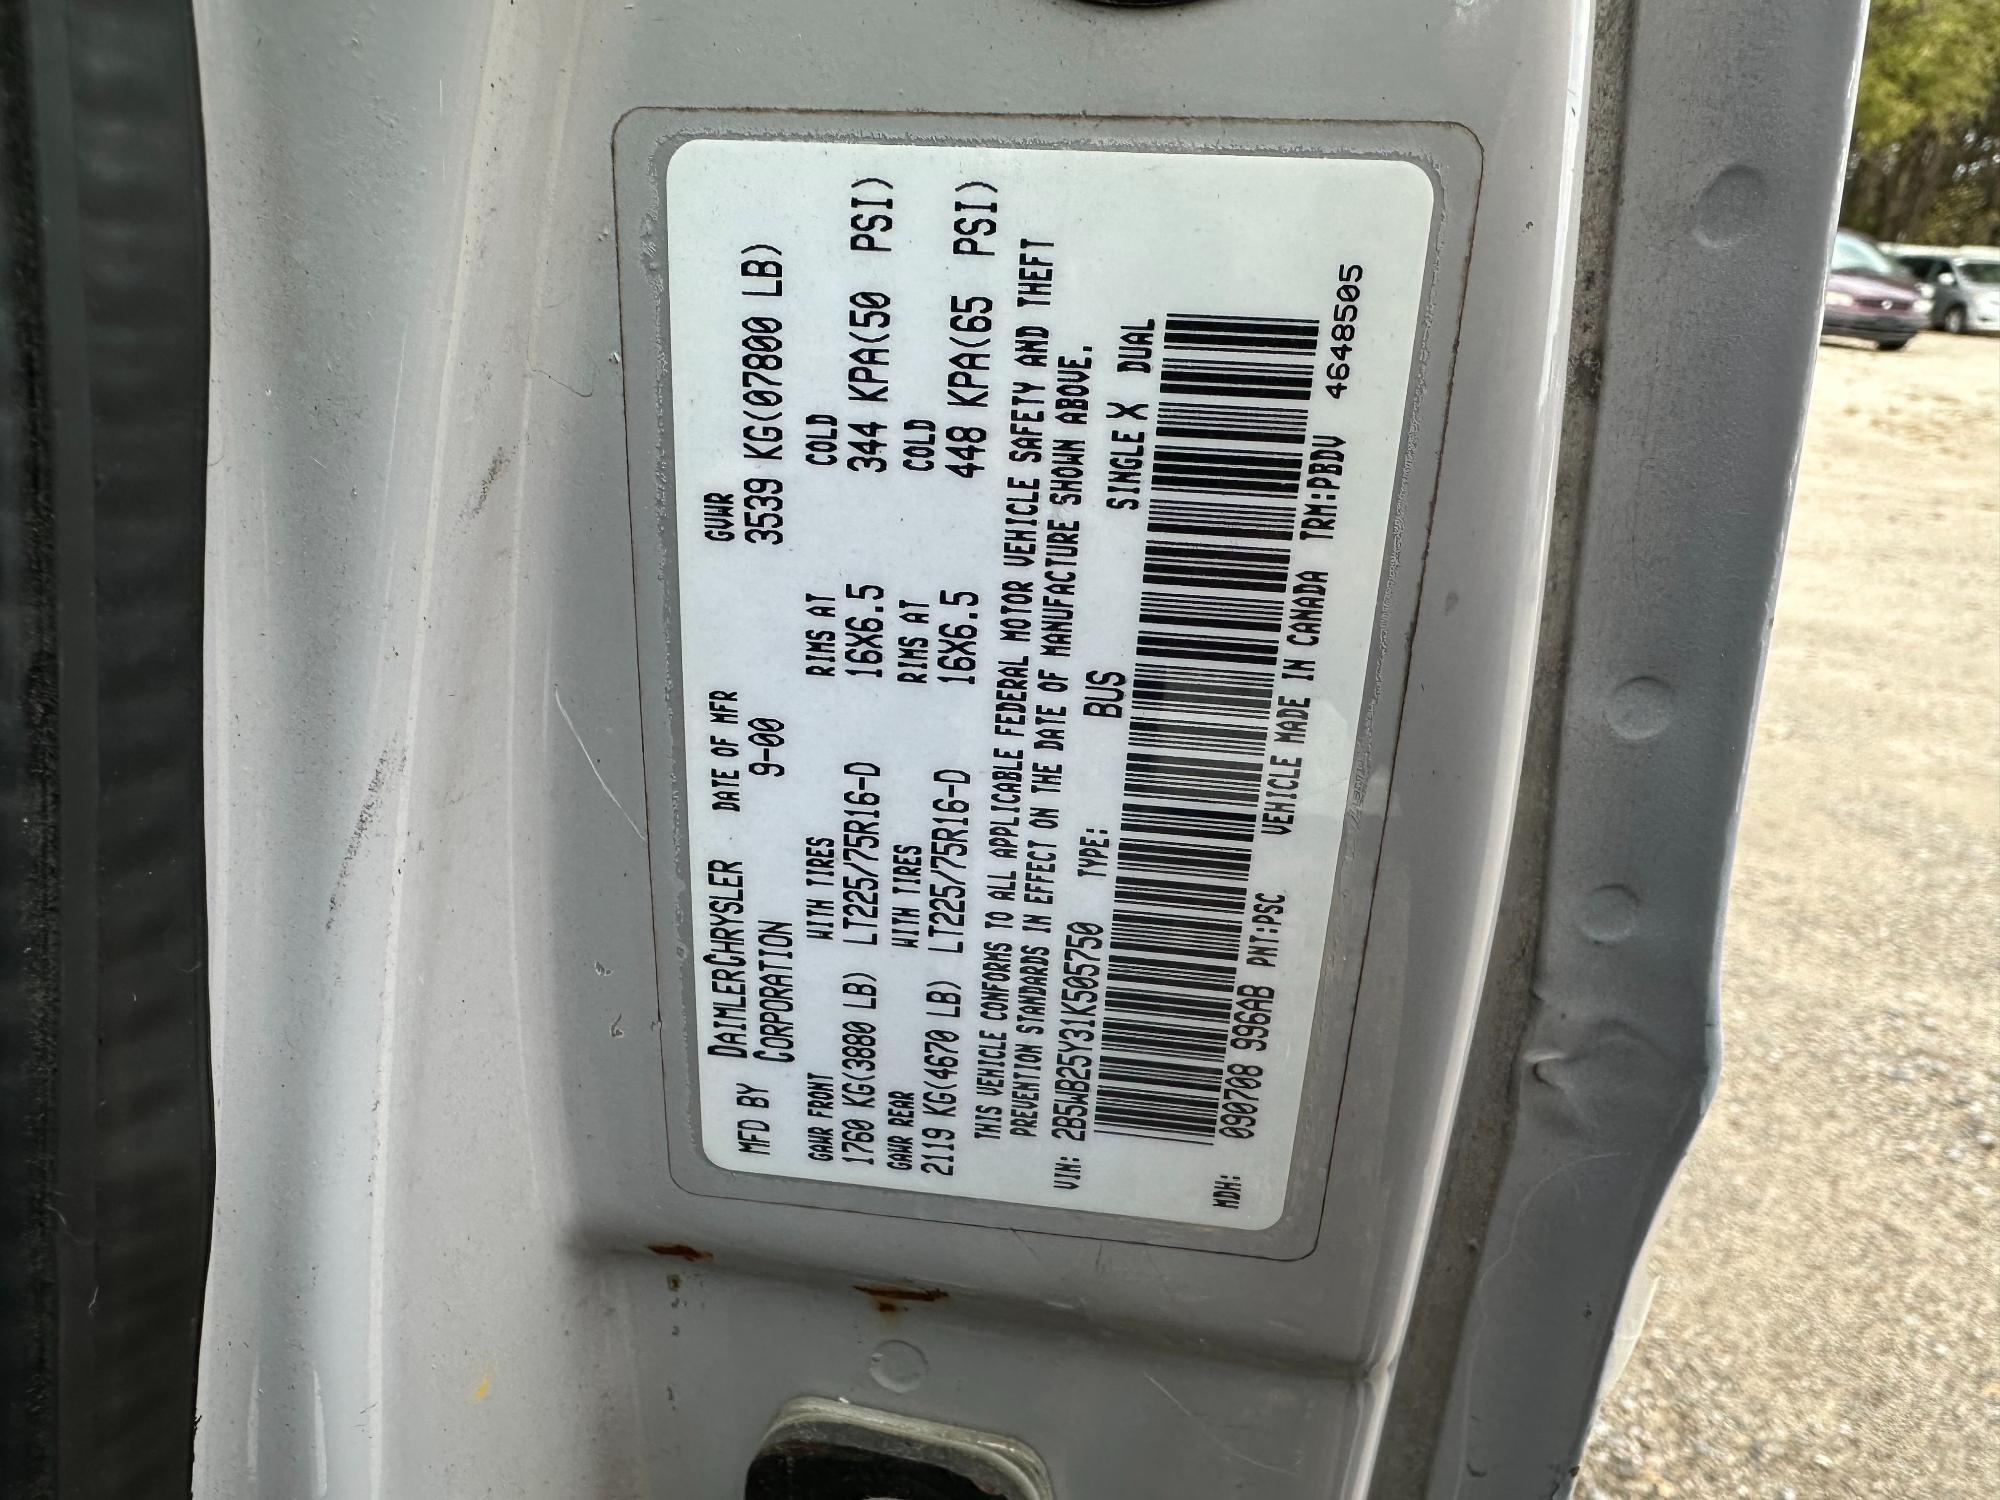 MFD BY DAIMLERCHRYSLER CORPORATION DATE OF MFR 9-00 GVWR 3539 KG(07800 LB)
GAWR FRONT WITH TIRES RIMS AT COLD
1760 KG(3880 LB) LT225/75R16-D 16X6.5 344 KPA(50 PSI)
GAWR REAR WITH TIRES RIMS AT COLD
2119 KG(4670 LB) LT225/75R16-D 16X6.5 448 KPA(65 PSI)
THIS VEHICLE CONFORMS TO ALL APPLICABLE FEDERAL MOTOR VEHICLE SAFETY AND THEFT
PREVENTION STANDARDS IN EFFECT ON THE DATE OF MANUFACTURE SHOWN ABOVE.
VIN: 2B5WB25Y31K505750 TYPE: BUS SINGLE X DUAL
MDH: 090708 996AB PNT:PSC VEHICLE MADE IN CANADA TRM:PBDV 4648505